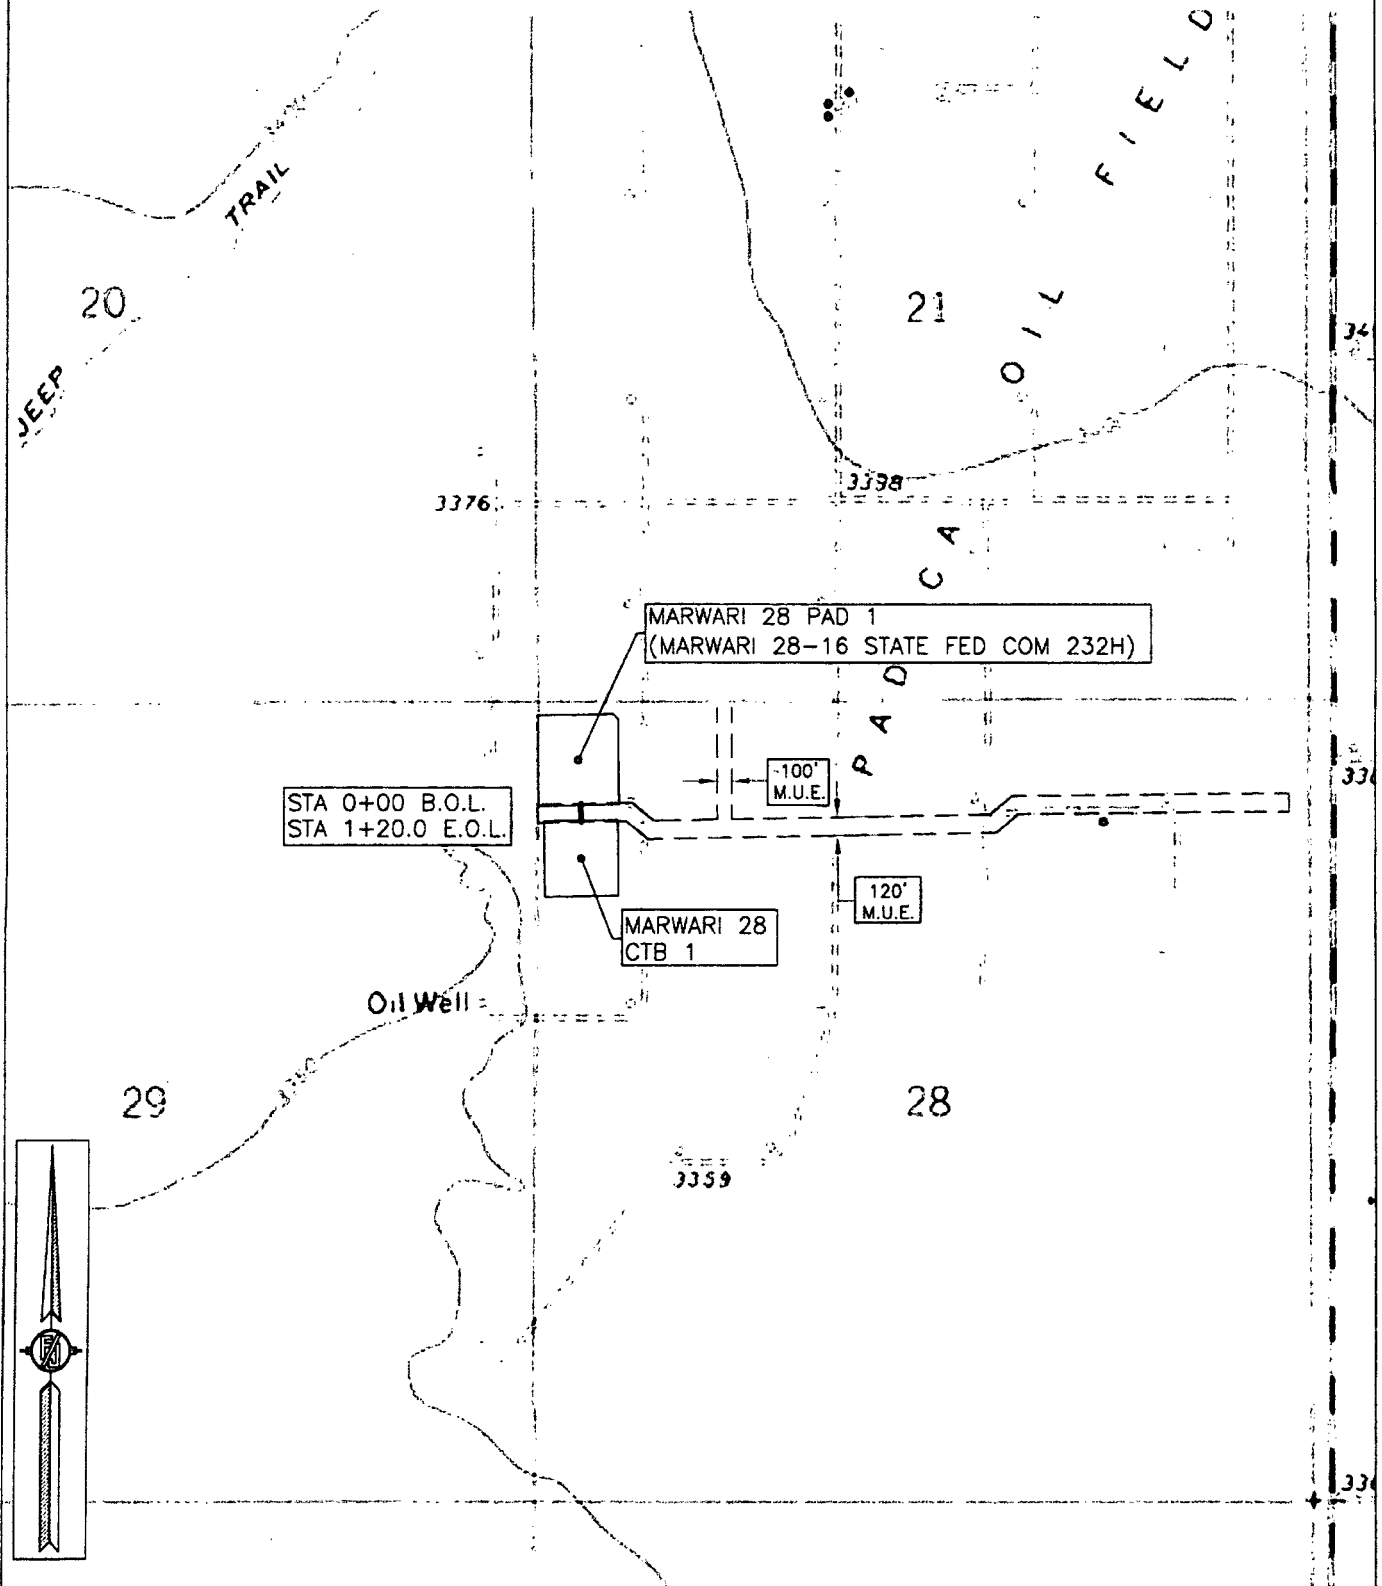 TRAIL
20
21
JEEP
PADUCA OIL FIELD
3376
3398
MARWARI 28 PAD 1
(MARWARI 28-16 STATE FED COM 232H)
100'
M.U.E.
STA 0+00 B.O.L.
STA 1+20.0 E.O.L.
120'
M.U.E.
MARWARI 28
CTB 1
Oil Well
3350
29
28
3359